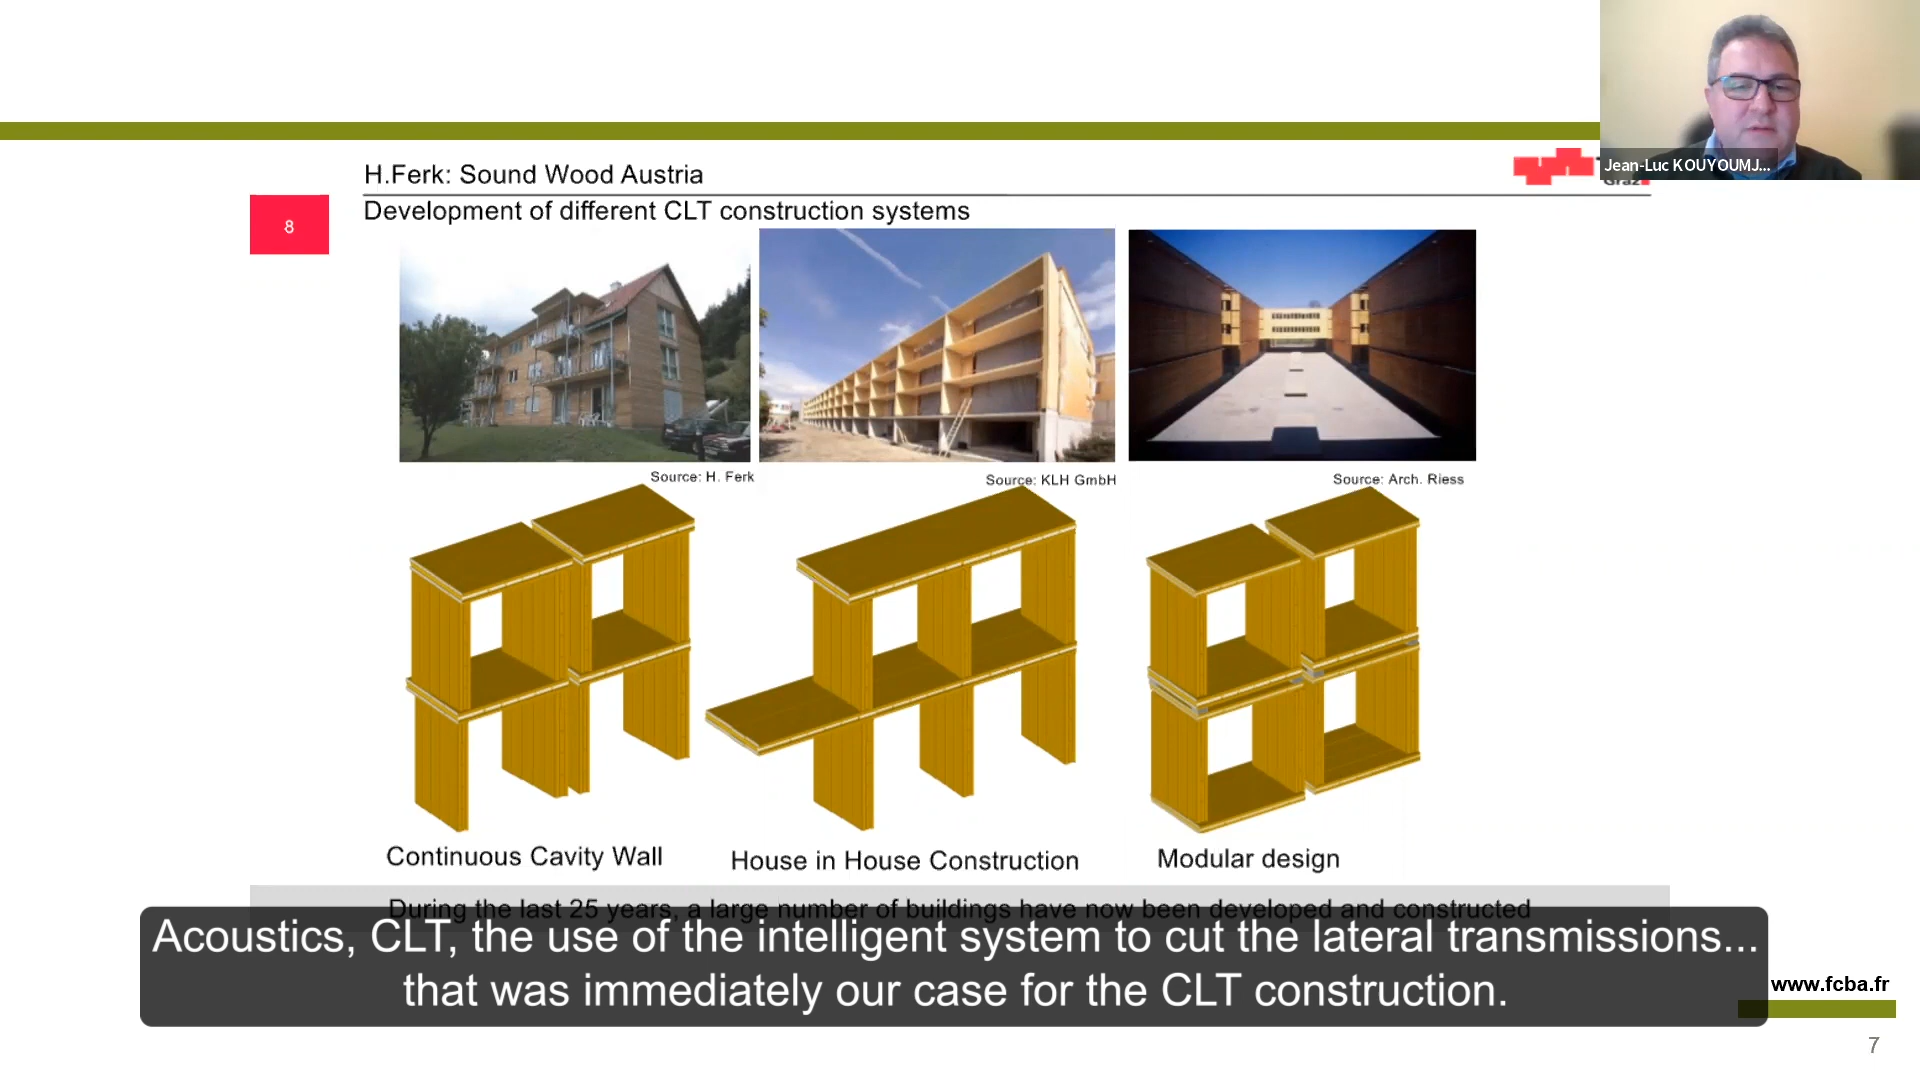 Jean-Luc KOUYOUMJ...
H.Ferk: Sound Wood Austria
8
Development of different CLT construction systems
Source: H. Ferk
Source: KLH GmbH
Source: Arch. Riess
Continuous Cavity Wall
House in House Construction
Modular design
During the last 25 years, a large number of buildings have now been developed and constructed
Acoustics, CLT, the use of the intelligent system to cut the lateral transmissions...
that was immediately our case for the CLT construction.
www.fcba.fr
7